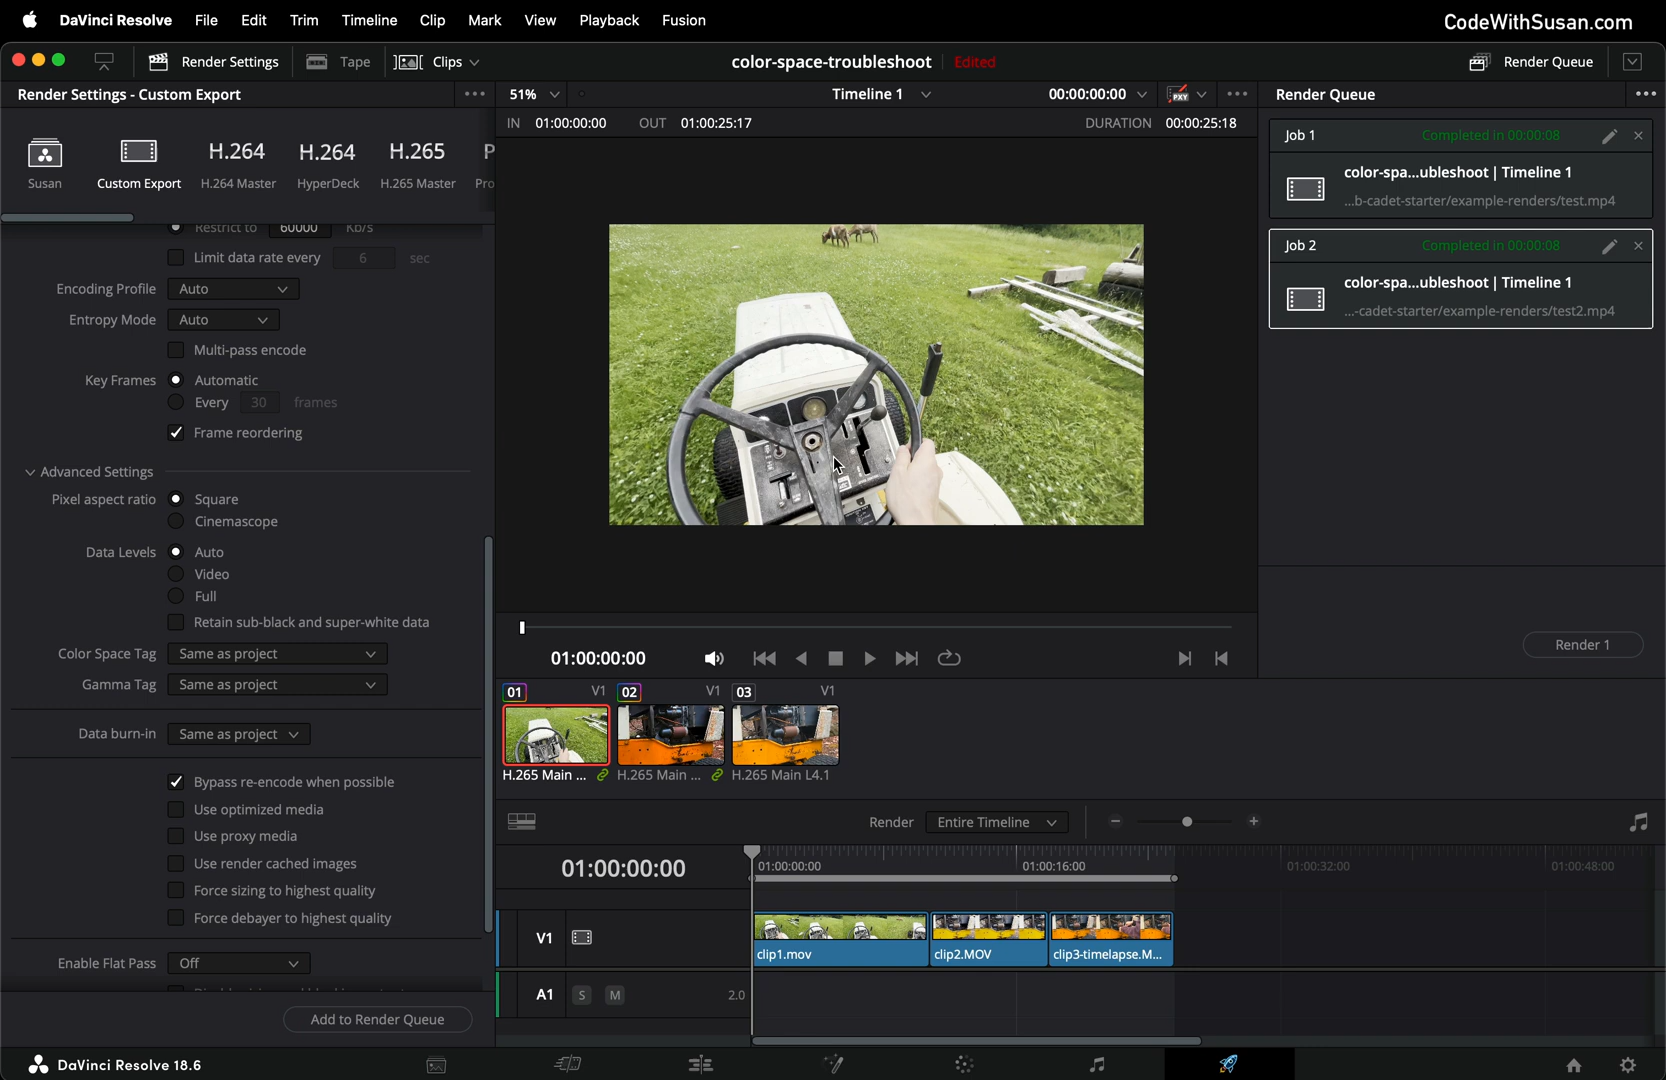 DaVinci Resolve File Edit Trim Timeline Clip Mark View Playback Fusion
CodeWithSusan.com
Render Settings Tape Clips color-space-troubleshoot Edited Render Queue
Render Settings - Custom Export
51% Timeline 1 00:00:00:00 PXY
Render Queue
IN 01:00:00:00 OUT 01:00:25:17 DURATION 00:00:25:18
H.264 H.264 H.265 P
Susan Custom Export H.264 Master HyperDeck H.265 Master Pro
Restrict to 60000 Kb/s
Limit data rate every 6 sec
Encoding Profile Auto
Entropy Mode Auto
Multi-pass encode
Key Frames Automatic
Every 30 frames
Frame reordering
Advanced Settings
Pixel aspect ratio Square
Cinemascope
Data Levels Auto
Video
Full
Retain sub-black and super-white data
Color Space Tag Same as project
Gamma Tag Same as project
Data burn-in Same as project
Bypass re-encode when possible
Use optimized media
Use proxy media
Use render cached images
Force sizing to highest quality
Force debayer to highest quality
Enable Flat Pass Off
Add to Render Queue
Job 1 Completed in 00:00:08
color-spa...ubleshoot | Timeline 1
...b-cadet-starter/example-renders/test.mp4
Job 2 Completed in 00:00:08
color-spa...ubleshoot | Timeline 1
...-cadet-starter/example-renders/test2.mp4
Render 1
01:00:00:00
01 V1 02 V1 03 V1
H.265 Main ... H.265 Main ... H.265 Main L4.1
Render Entire Timeline
01:00:00:00 01:00:00:00 01:00:16:00 01:00:32:00 01:00:48:00
V1
clip1.mov clip2.MOV clip3-timelapse.M...
A1 S M 2.0
DaVinci Resolve 18.6